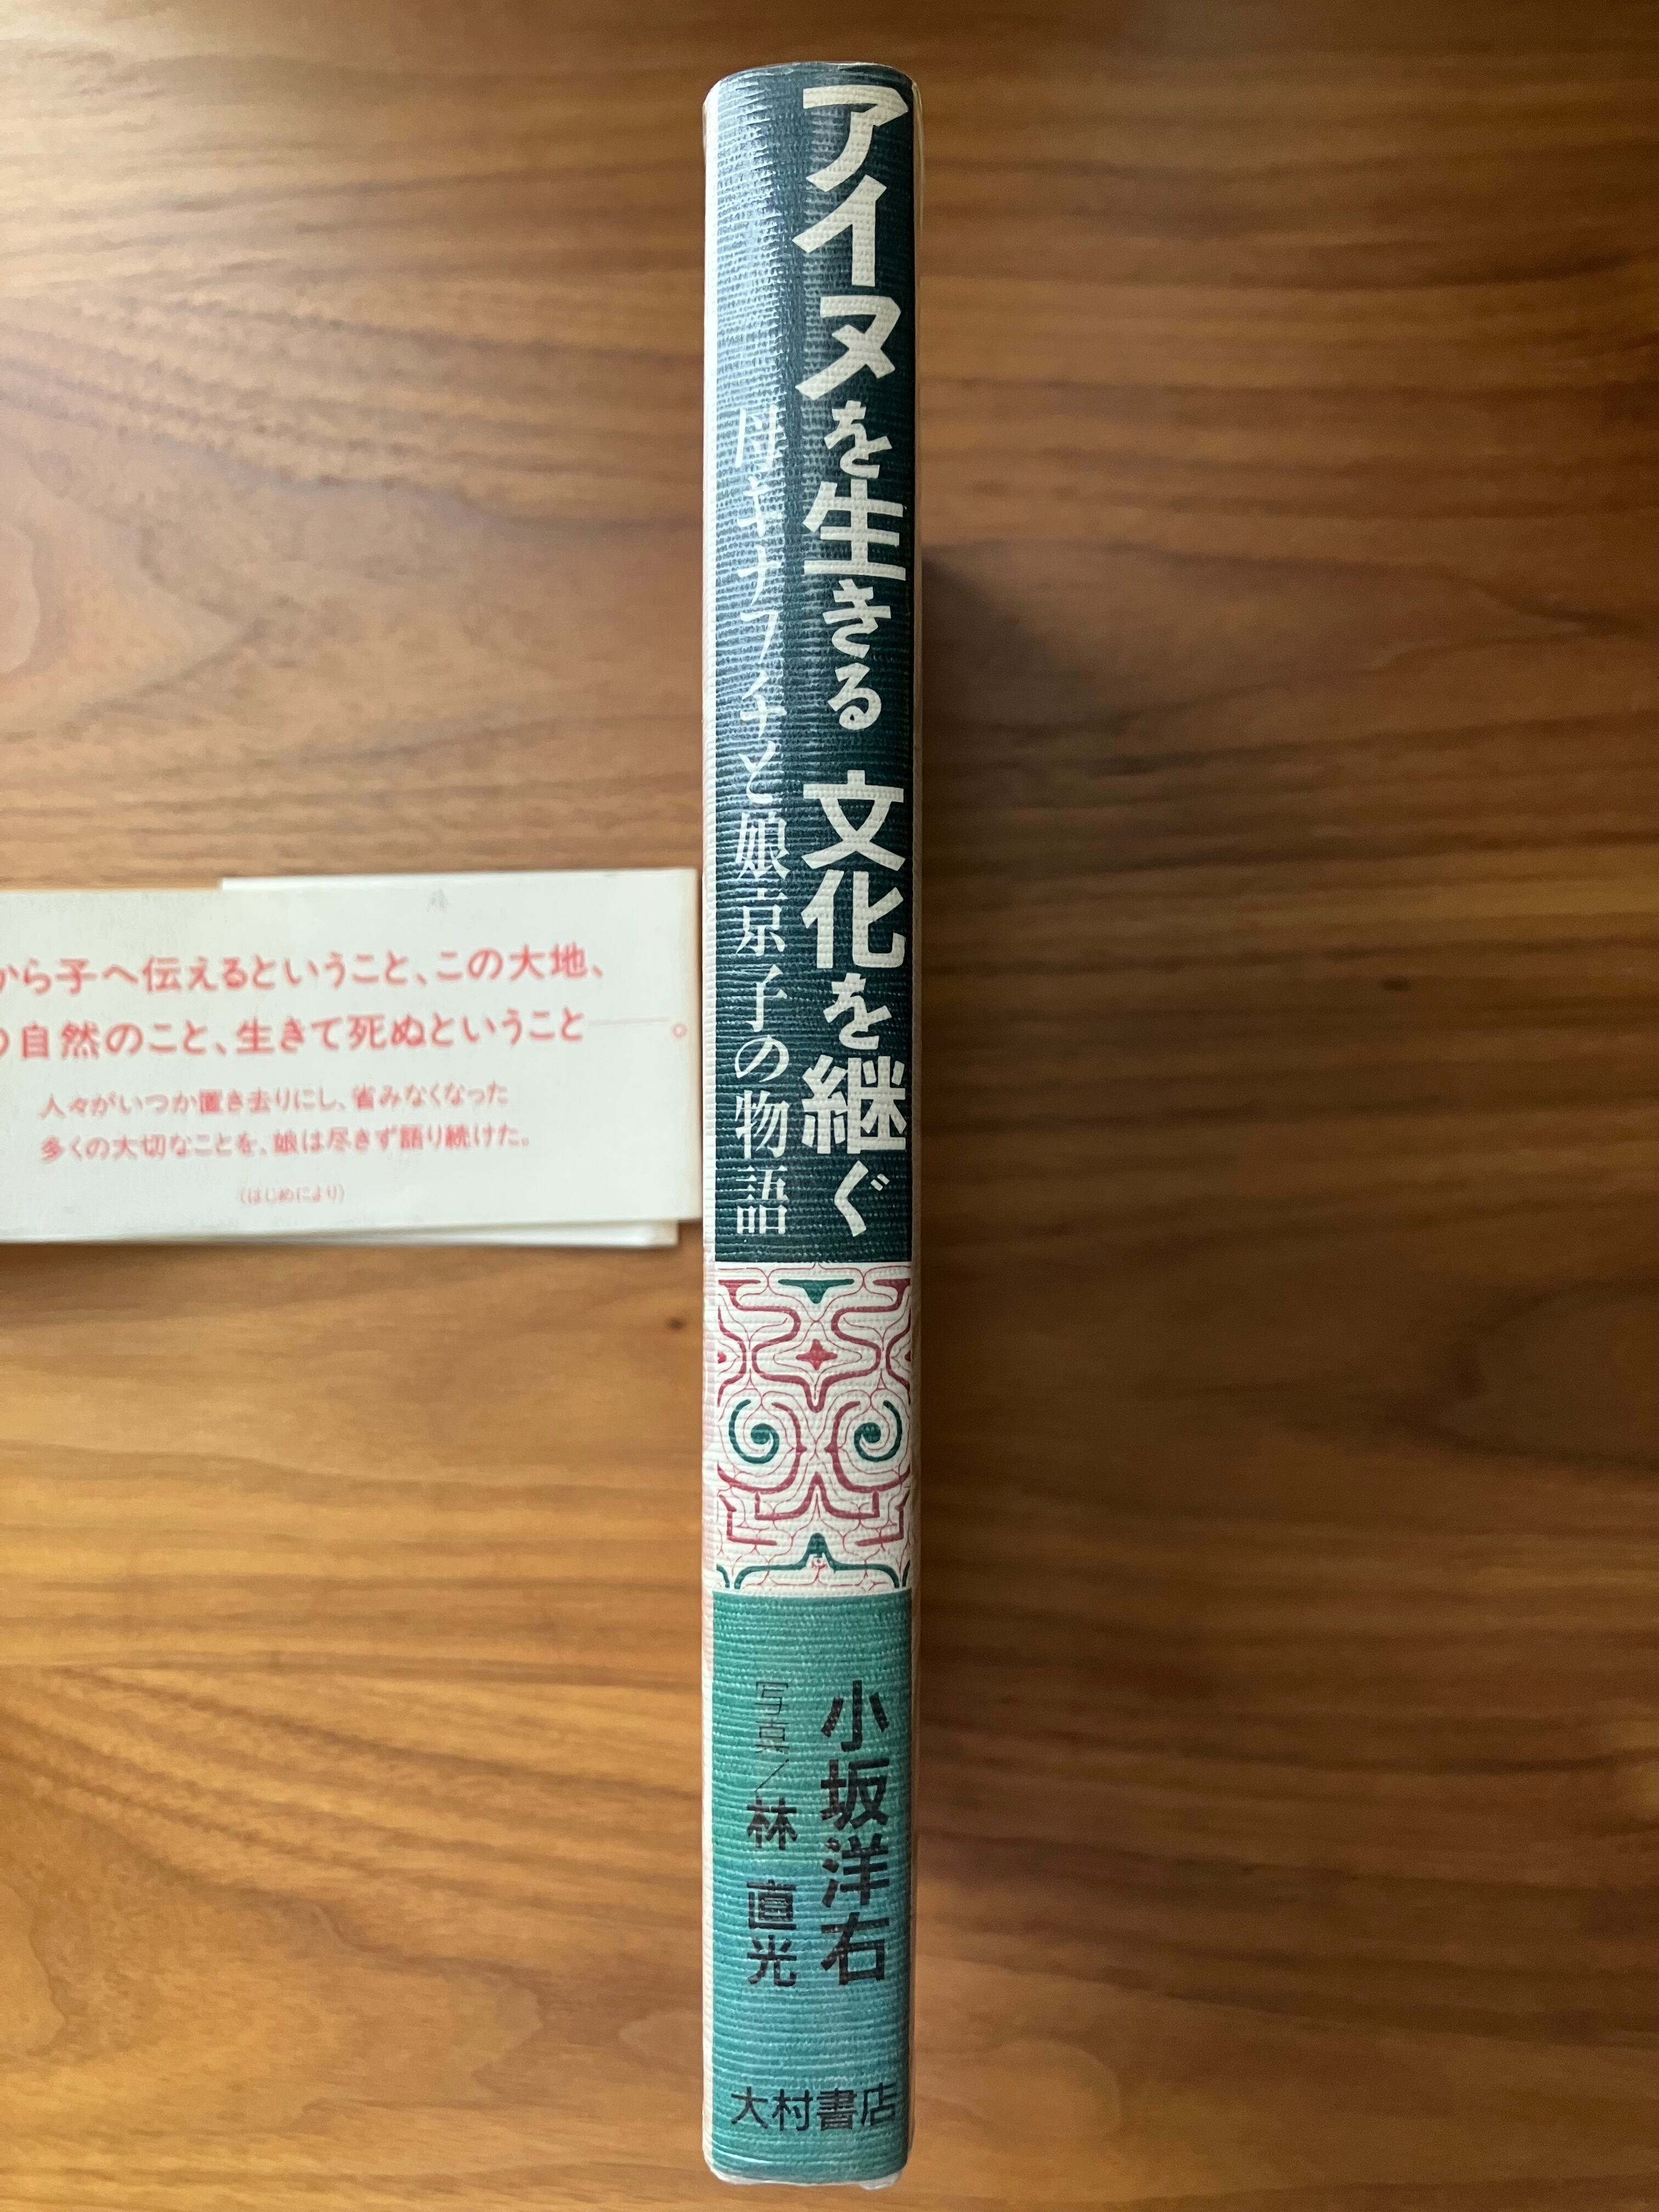 アイヌを生きる 文化を継ぐ
母キナフチと娘京子の物語
小坂洋右
写真／林 直光
大村書店
から子へ伝えるということ、この大地、
自然のこと、生きて死ぬということ――。
人々がいつか置き去りにし、省みなくなった
多くの大切なことを、娘は尽きず語り続けた。
（はじめにより）